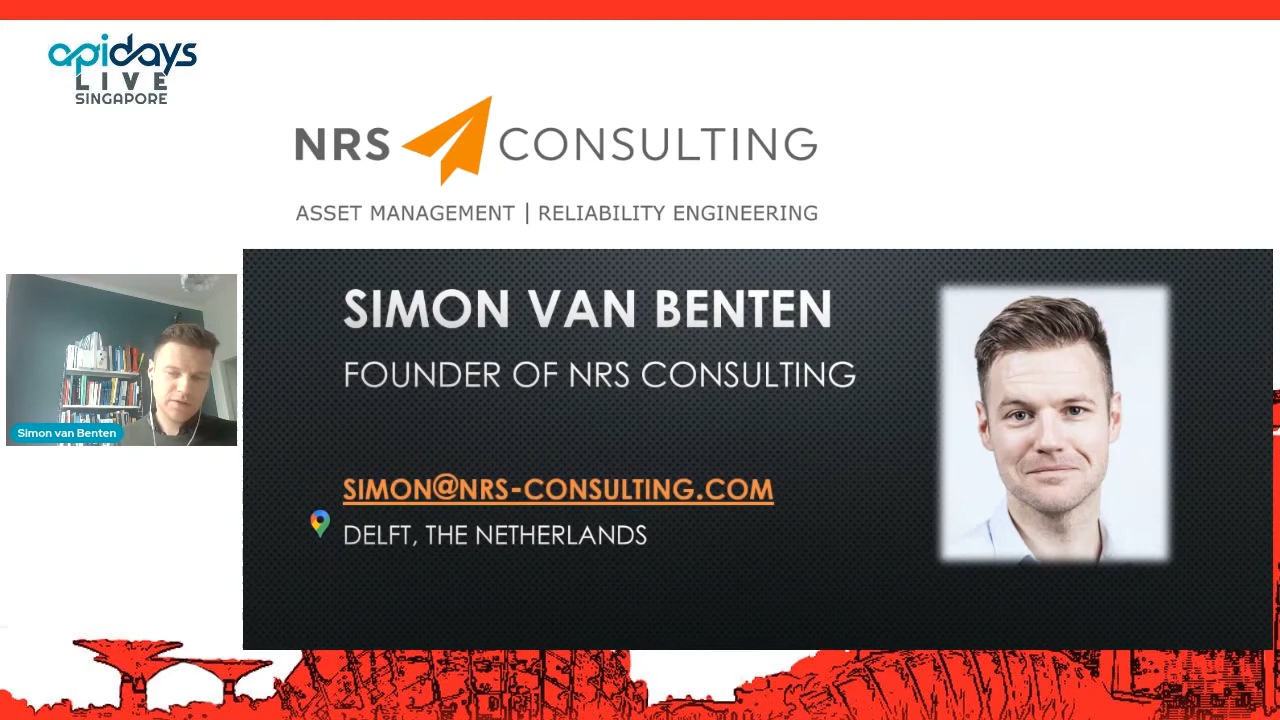 apidays
LIVE
SINGAPORE
NRS CONSULTING
ASSET MANAGEMENT | RELIABILITY ENGINEERING
SIMON VAN BENTEN
FOUNDER OF NRS CONSULTING
SIMON@NRS-CONSULTING.COM
DELFT, THE NETHERLANDS
Simon van Benten